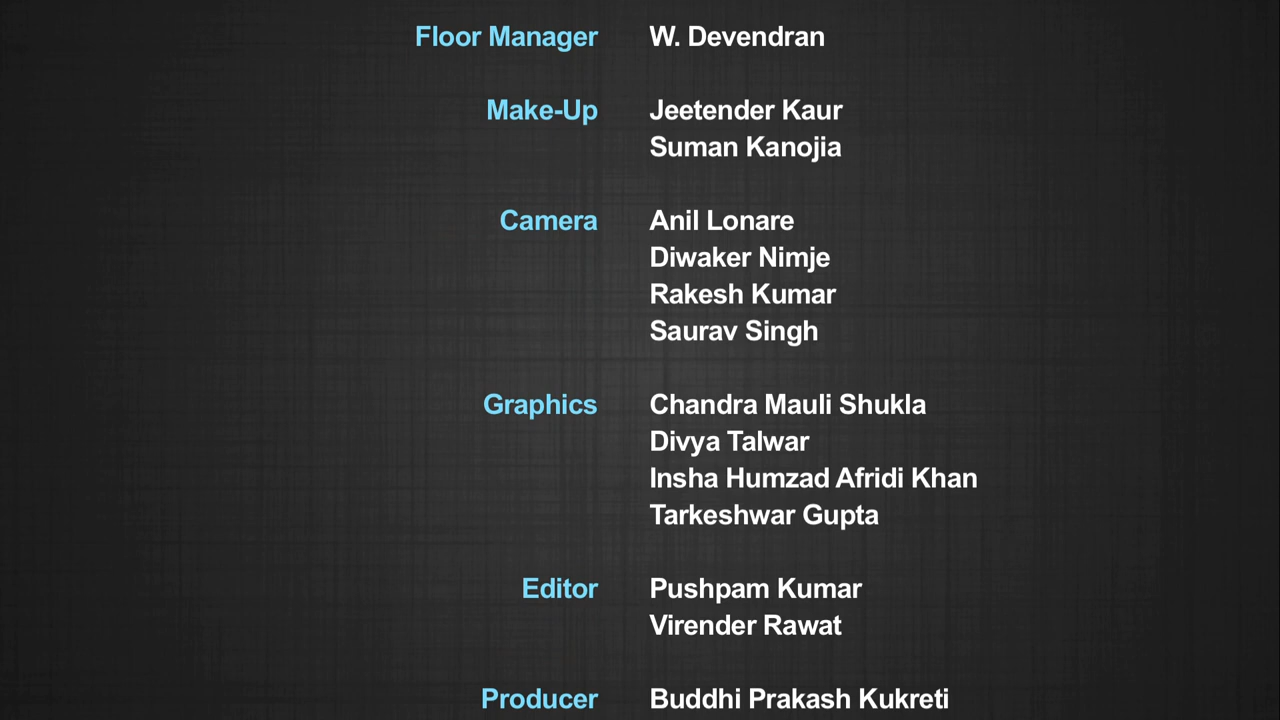 Floor Manager W. Devendran
Make-Up Jeetender Kaur
Suman Kanojia
Camera Anil Lonare
Diwaker Nimje
Rakesh Kumar
Saurav Singh
Graphics Chandra Mauli Shukla
Divya Talwar
Insha Humzad Afridi Khan
Tarkeshwar Gupta
Editor Pushpam Kumar
Virender Rawat
Producer Buddhi Prakash Kukreti